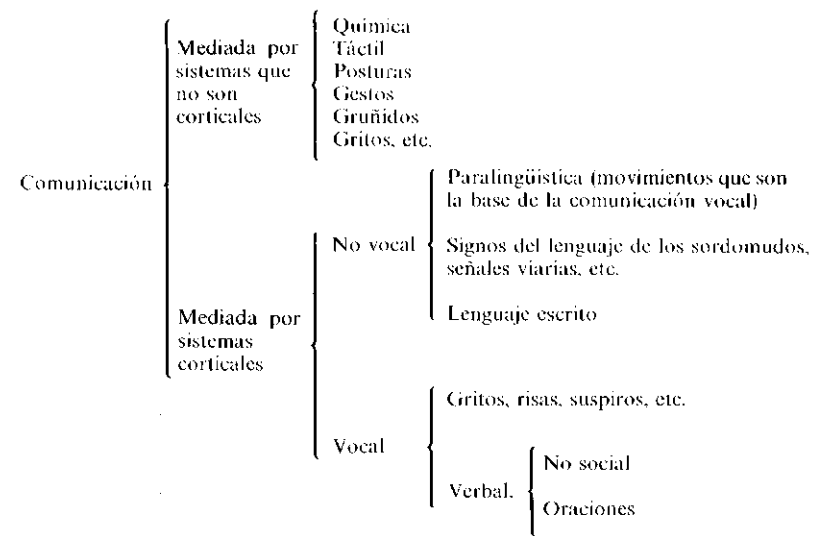 Comunicación
Mediada por
sistemas que
no son
corticales
Química
Táctil
Posturas
Gestos
Gruñidos
Gritos, etc.
Mediada por
sistemas
corticales
No vocal
Paralingüística (movimientos que son
la base de la comunicación vocal)
Signos del lenguaje de los sordomudos,
señales viarias, etc.
Lenguaje escrito
Vocal
Gritos, risas, suspiros, etc.
Verbal.
No social
Oraciones